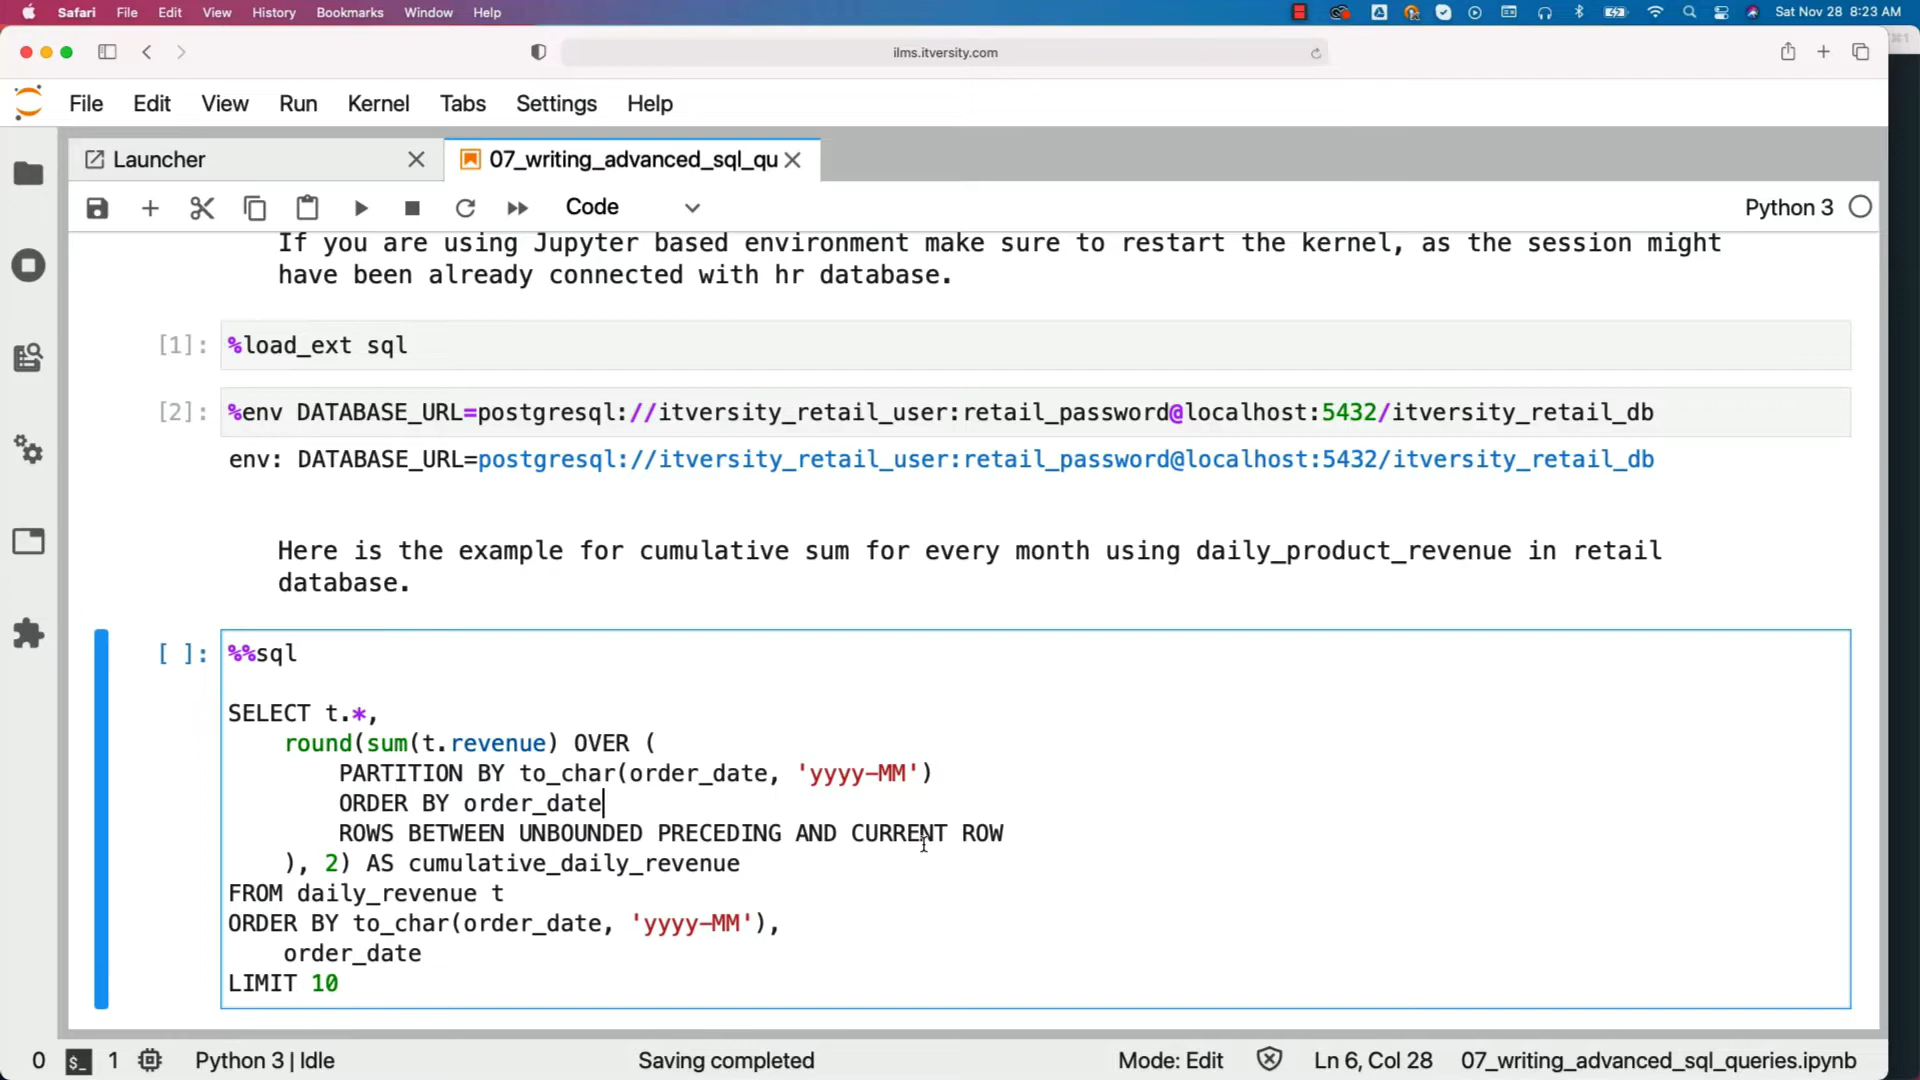 Safari File Edit View History Bookmarks Window Help Sat Nov 28 8:23 AM
ilms.itversity.com
File Edit View Run Kernel Tabs Settings Help
Launcher 07_writing_advanced_sql_qu
Code Python 3
If you are using Jupyter based environment make sure to restart the kernel, as the session might
have been already connected with hr database.
[1]: %load_ext sql
[2]: %env DATABASE_URL=postgresql://itversity_retail_user:retail_password@localhost:5432/itversity_retail_db
env: DATABASE_URL=postgresql://itversity_retail_user:retail_password@localhost:5432/itversity_retail_db
Here is the example for cumulative sum for every month using daily_product_revenue in retail
database.
[ ]: %%sql
SELECT t.*,
round(sum(t.revenue) OVER (
PARTITION BY to_char(order_date, 'yyyy-MM')
ORDER BY order_date
ROWS BETWEEN UNBOUNDED PRECEDING AND CURRENT ROW
), 2) AS cumulative_daily_revenue
FROM daily_revenue t
ORDER BY to_char(order_date, 'yyyy-MM'),
order_date
LIMIT 10
0 1 Python 3 | Idle Saving completed Mode: Edit Ln 6, Col 28 07_writing_advanced_sql_queries.ipynb